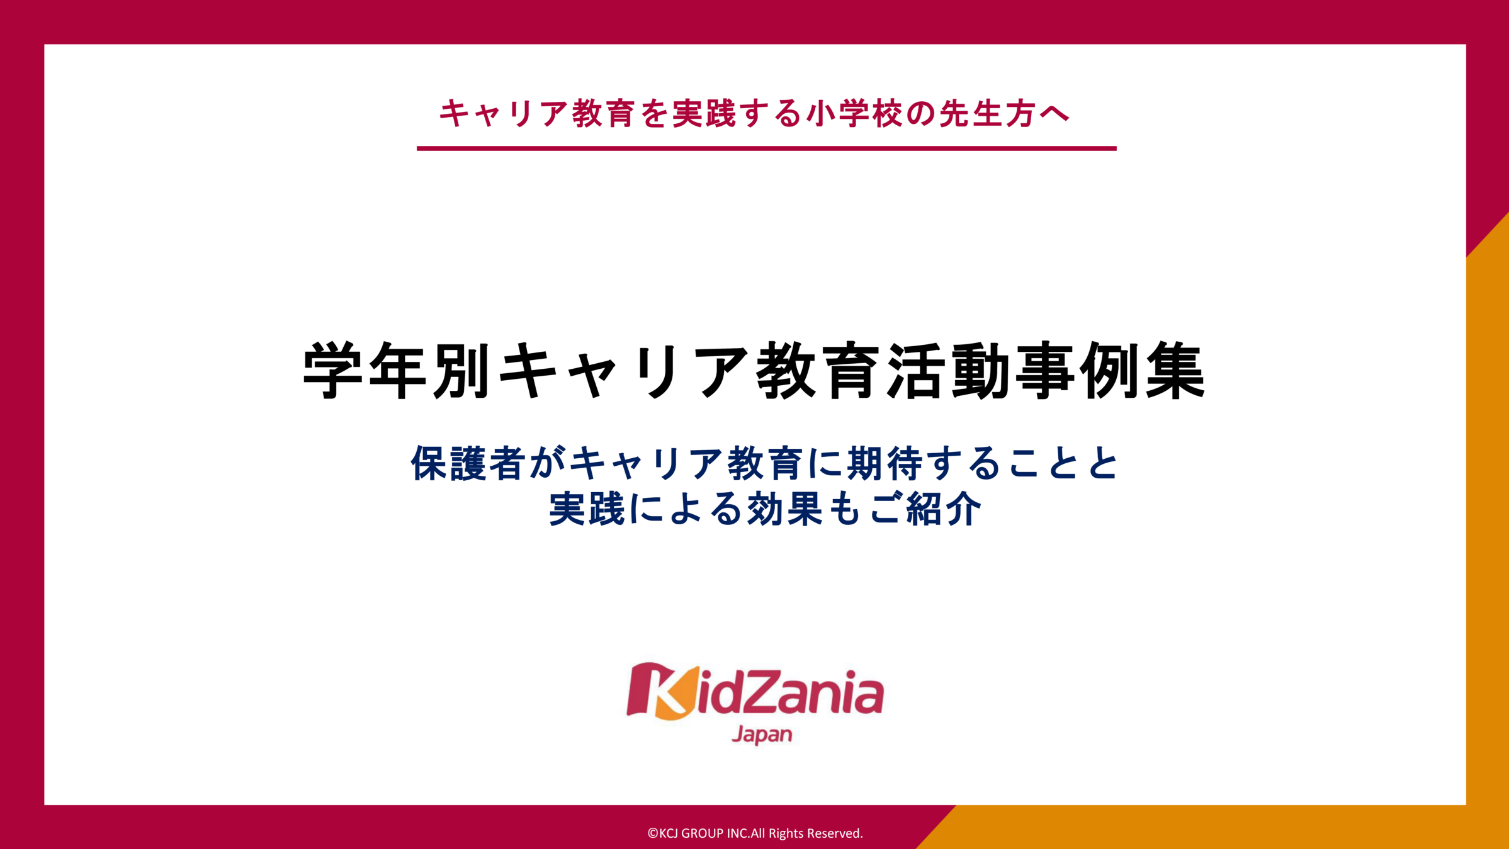 キャリア教育を実践する小学校の先生方へ
学年別キャリア教育活動事例集
保護者がキャリア教育に期待することと
実践による効果もご紹介
KidZania
Japan
©KCJ GROUP INC.All Rights Reserved.